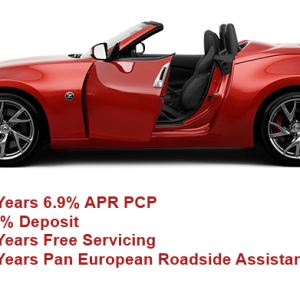 Years 6.9% APR PCP
% Deposit
Years Free Servicing
Years Pan European Roadside Assistan